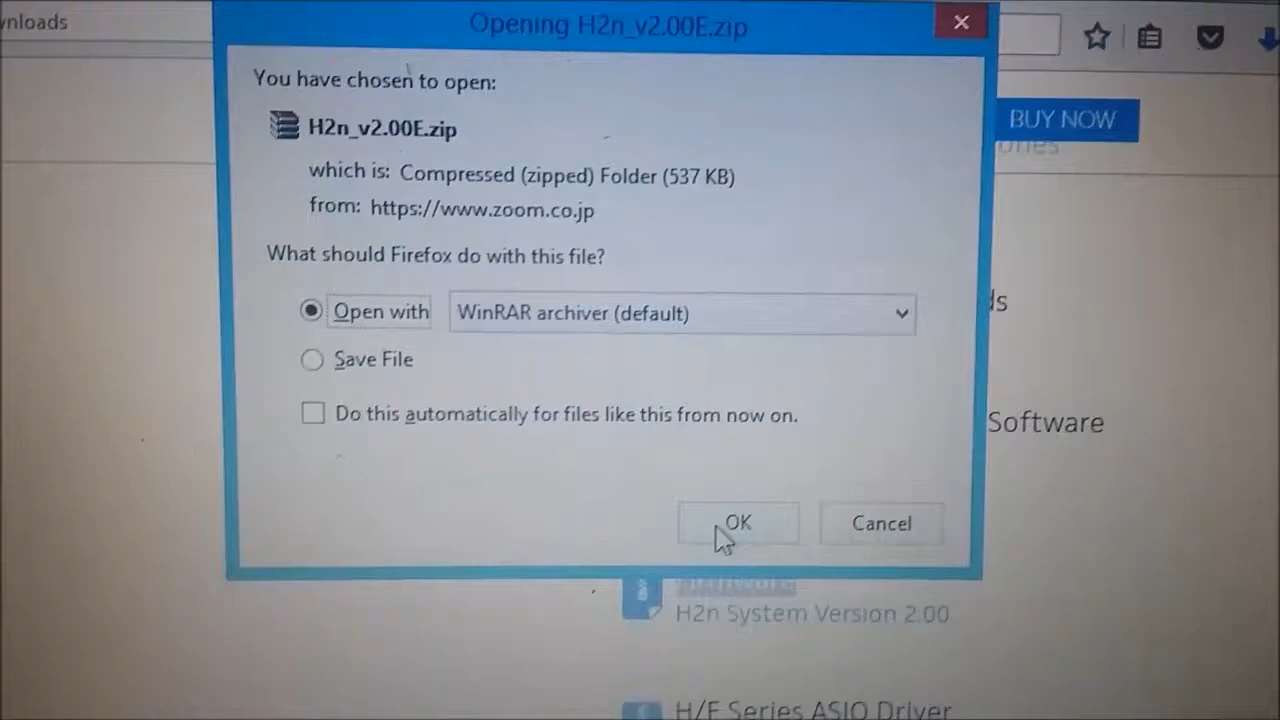 wnloads
Opening H2n_v2.00E.zip
You have chosen to open:
H2n_v2.00E.zip
BUY NOW
which is: Compressed (zipped) Folder (537 KB)
from: https://www.zoom.co.jp
What should Firefox do with this file?
Open with
WinRAR archiver (default)
ds
Save File
Do this automatically for files like this from now on.
Software
OK
Cancel
H2n System Version 2.00
H/F Series ASIO Driver